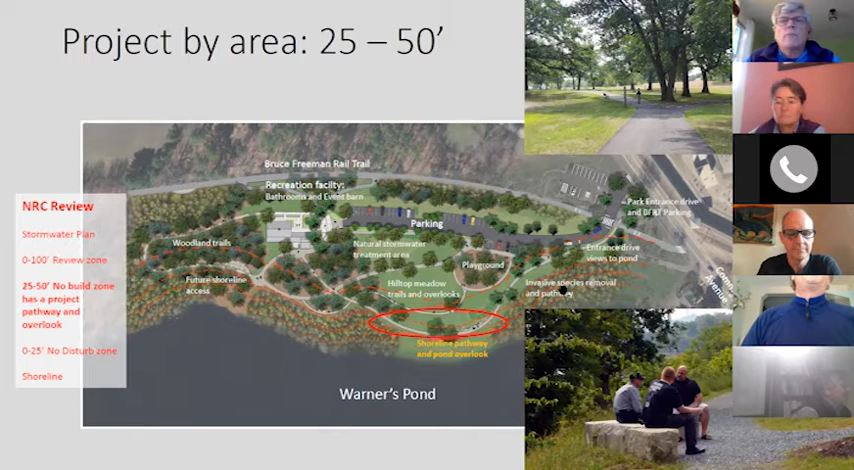 Project by area: 25 – 50’
NRC Review
Stormwater Plan
0-100’ Review zone
25-50’ No build zone
has a project
pathway and
overlook
0-25’ No Disturb zone
Shoreline
Bruce Freeman Rail Trail
Recreation facilty:
Bathrooms and Event barn
Parking
Park Entrance drive
and BFRT Parking
Woodland trails
Natural stormwater
treatment area
Entrance drive
views to pond
Playground
Future shoreline
access
Hilltop meadow
trails and overlooks
Invasive species removal
and pathway
Avenue
Shoreline pathway
and pond overlook
Warner’s Pond